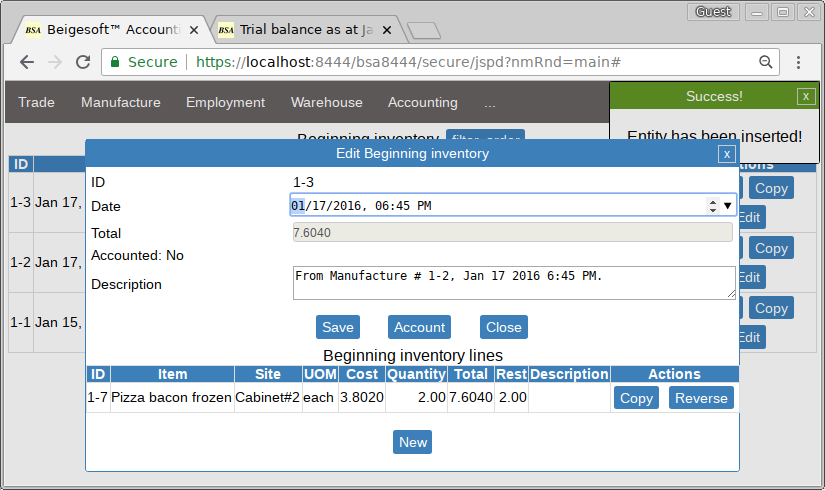 Guest
BSA Beigesoft™ Accounti
BSA Trial balance as at Ja
Secure https://localhost:8444/bsa8444/secure/jspd?nmRnd=main#
Trade Manufacture Employment Warehouse Accounting ...
Success! x
Entity has been inserted!
Beginning inventory filter, order
ID Actions
Edit Beginning inventory x
ID 1-3
Date 01/17/2016, 06:45 PM
Total 7.6040
Accounted: No
Description From Manufacture # 1-2, Jan 17 2016 6:45 PM.
Save Account Close
Beginning inventory lines
ID Item Site UOM Cost Quantity Total Rest Description Actions
1-7 Pizza bacon frozen Cabinet#2 each 3.8020 2.00 7.6040 2.00 Copy Reverse
New
1-3 Jan 17, Copy
Edit
1-2 Jan 17, Copy
Edit
1-1 Jan 15, Copy
Edit